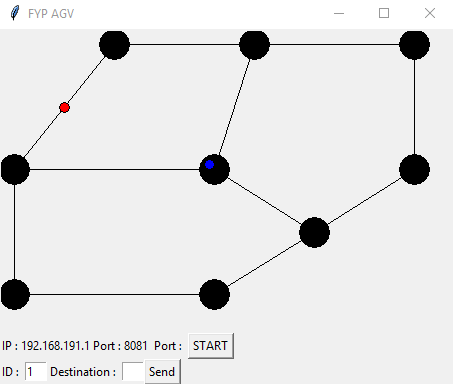 FYP AGV
IP : 192.168.191.1 Port : 8081 Port : START
ID : 1 Destination : Send